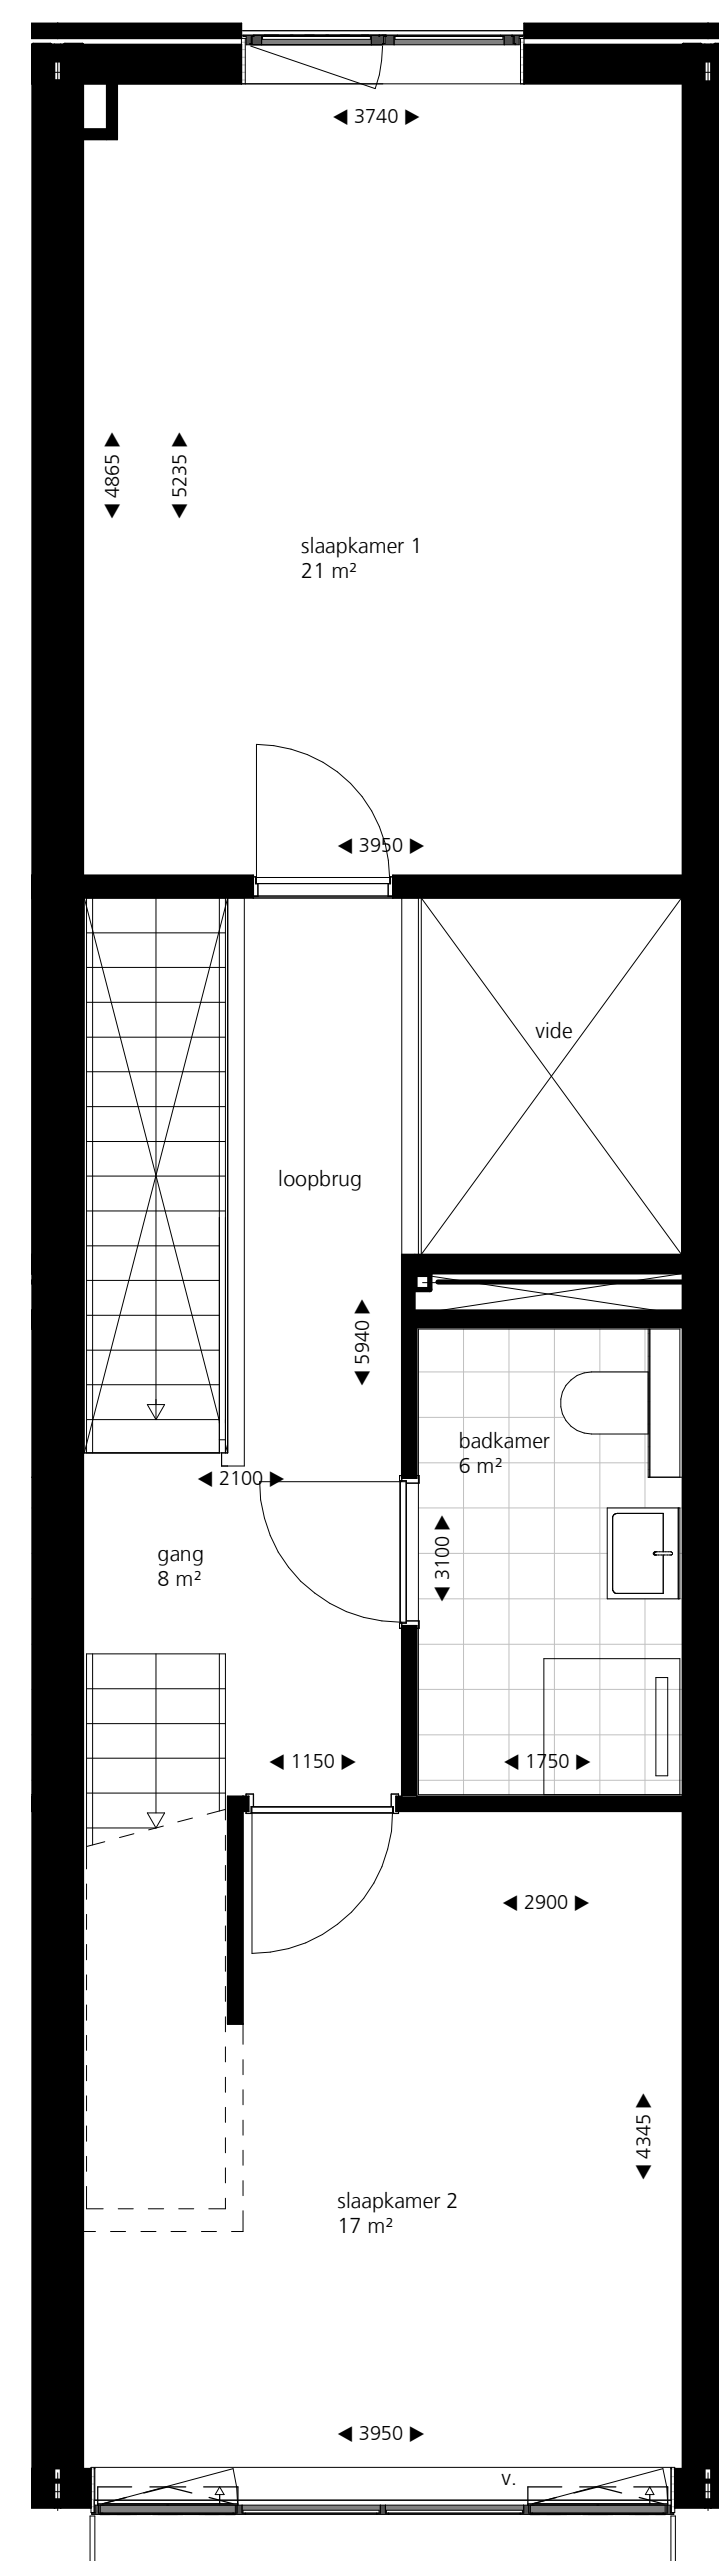 3740
4865
5235
slaapkamer 1
21 m²
3950
vide
loopbrug
5940
badkamer
6 m²
2100
3100
gang
8 m²
1150
1750
2900
4345
slaapkamer 2
17 m²
3950
v.